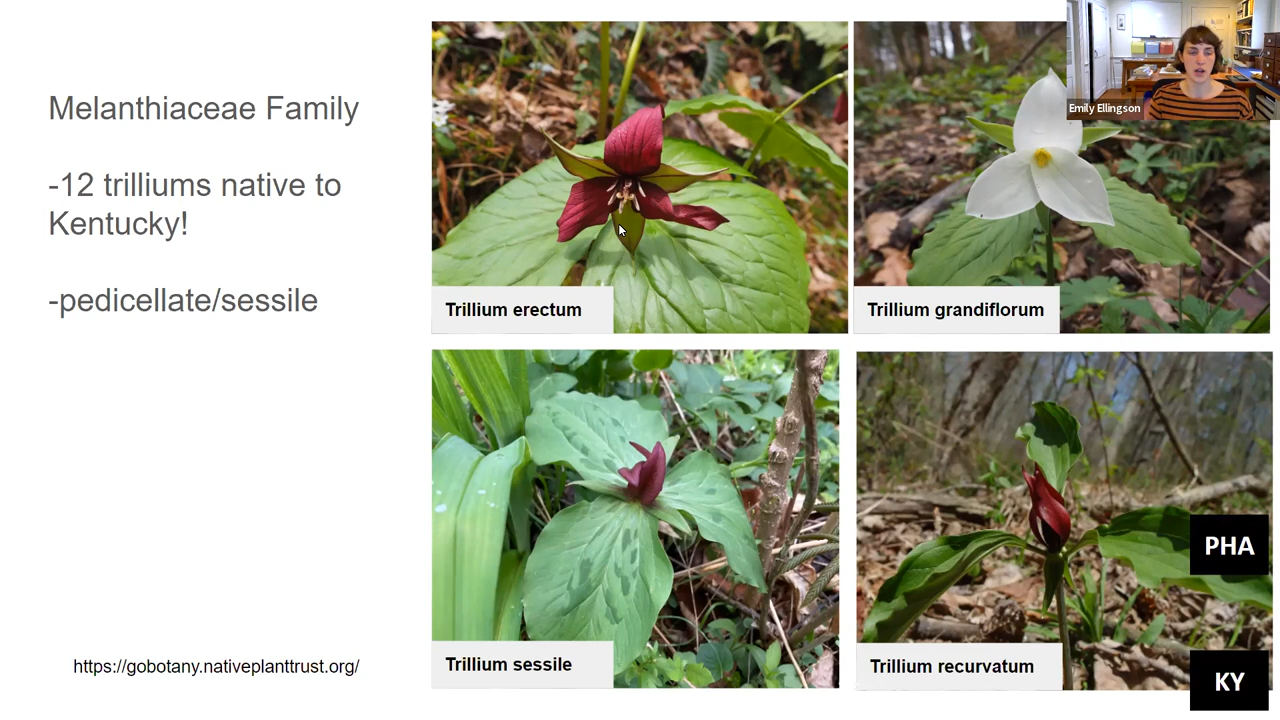 Melanthiaceae Family
-12 trilliums native to
Kentucky!
-pedicellate/sessile
https://gobotany.nativeplanttrust.org/
Trillium erectum
Trillium grandiflorum
Emily Ellingson
Trillium sessile
Trillium recurvatum
PHA
KY